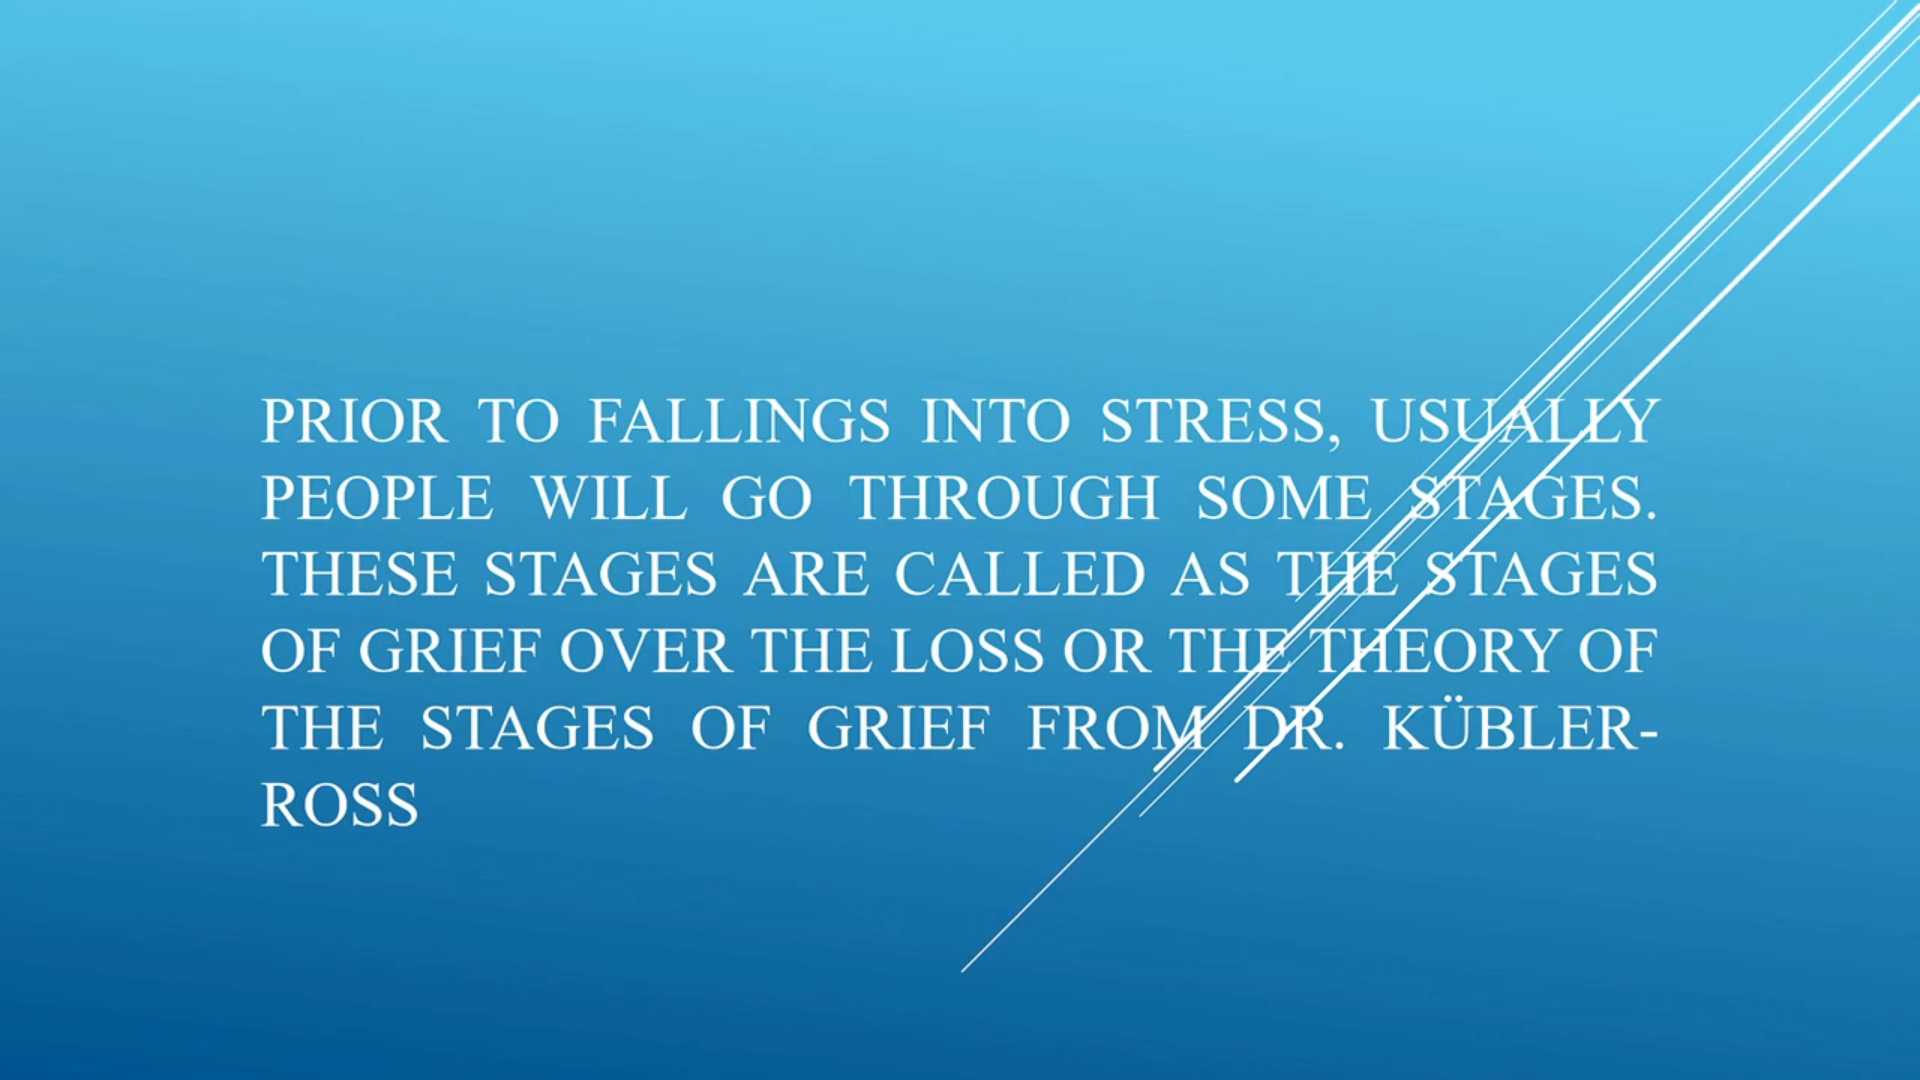 PRIOR TO FALLINGS INTO STRESS, USUALLY
PEOPLE WILL GO THROUGH SOME STAGES.
THESE STAGES ARE CALLED AS THE STAGES
OF GRIEF OVER THE LOSS OR THE THEORY OF
THE STAGES OF GRIEF FROM DR. KÜBLER-
ROSS